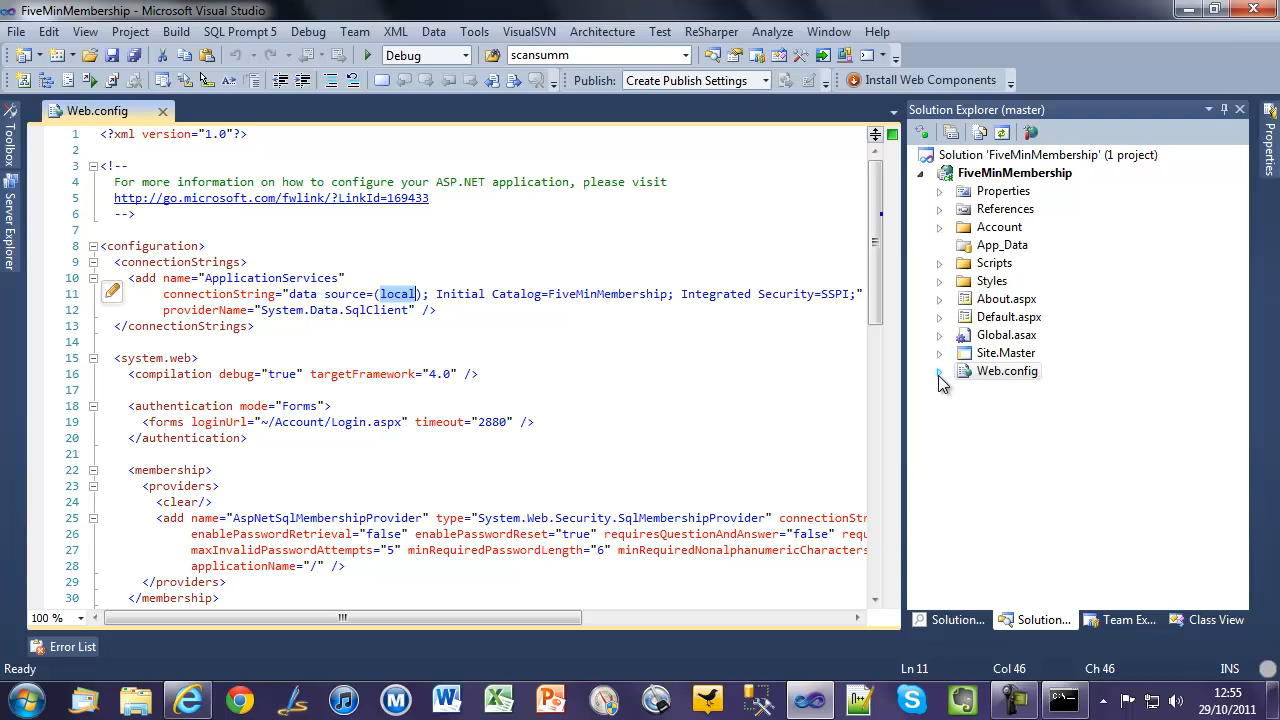 FiveMinMembership - Microsoft Visual Studio
File Edit View Project Build SQL Prompt 5 Debug Team XML Data Tools VisualSVN Architecture Test ReSharper Analyze Window Help
Debug scansumm
Publish: Create Publish Settings Install Web Components
Toolbox
Server Explorer
Web.config
1 <?xml version="1.0"?>
2
3 <!--
4 For more information on how to configure your ASP.NET application, please visit
5 http://go.microsoft.com/fwlink/?LinkId=169433
6 -->
7
8 <configuration>
9 <connectionStrings>
10 <add name="ApplicationServices"
11 connectionString="data source=(local); Initial Catalog=FiveMinMembership; Integrated Security=SSPI;"
12 providerName="System.Data.SqlClient" />
13 </connectionStrings>
14
15 <system.web>
16 <compilation debug="true" targetFramework="4.0" />
17
18 <authentication mode="Forms">
19 <forms loginUrl="~/Account/Login.aspx" timeout="2880" />
20 </authentication>
21
22 <membership>
23 <providers>
24 <clear/>
25 <add name="AspNetSqlMembershipProvider" type="System.Web.Security.SqlMembershipProvider" connectionStr
26 enablePasswordRetrieval="false" enablePasswordReset="true" requiresQuestionAndAnswer="false" requ
27 maxInvalidPasswordAttempts="5" minRequiredPasswordLength="6" minRequiredNonalphanumericCharacters
28 applicationName="/" />
29 </providers>
30 </membership>
100 %
Solution Explorer (master)
Solution 'FiveMinMembership' (1 project)
FiveMinMembership
Properties
References
Account
App_Data
Scripts
Styles
About.aspx
Default.aspx
Global.asax
Site.Master
Web.config
Solution... Solution... Team Ex... Class View
Properties
Error List
Ready Ln 11 Col 46 Ch 46 INS
12:55
29/10/2011